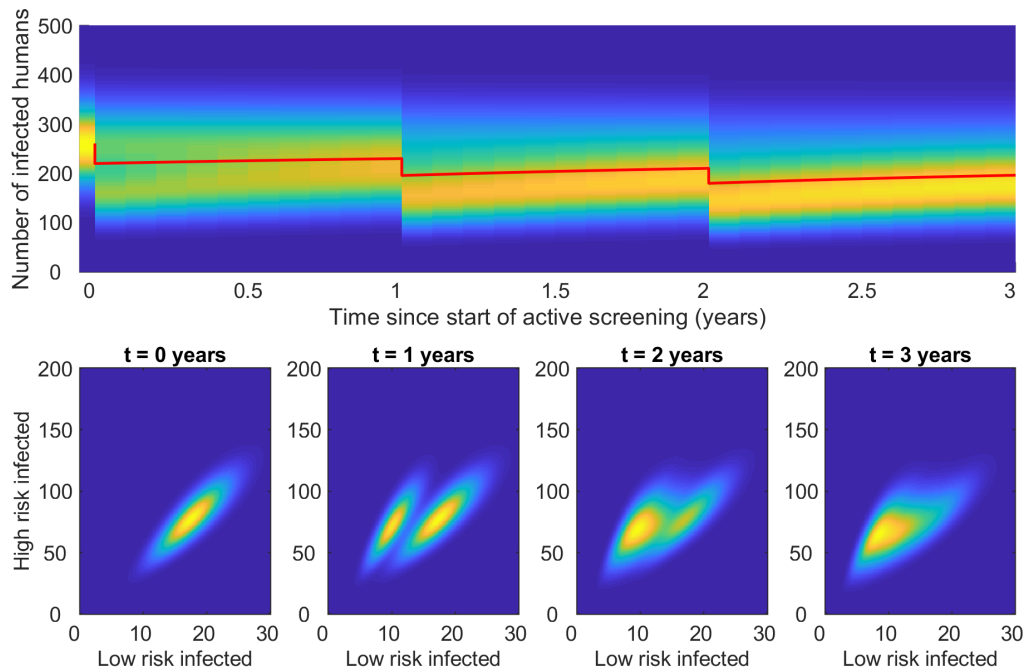 Number of infected humans
500
400
300
200
100
0
0 0.5 1 1.5 2 2.5 3
Time since start of active screening (years)
t = 0 years t = 1 years t = 2 years t = 3 years
High risk infected
200 200 200 200
150 150 150 150
100 100 100 100
50 50 50 50
0 0 0 0
0 10 20 30 0 10 20 30 0 10 20 30 0 10 20 30
Low risk infected Low risk infected Low risk infected Low risk infected